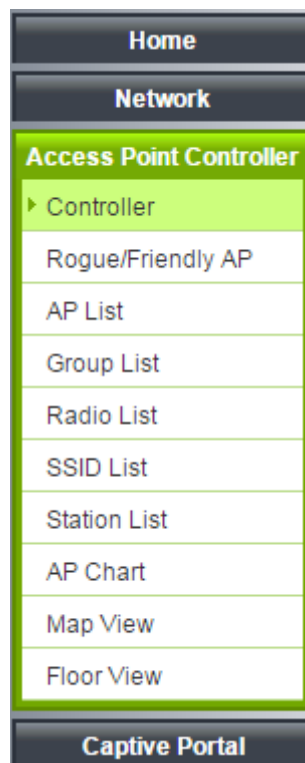 Home
Network
Access Point Controller
Controller
Rogue/Friendly AP
AP List
Group List
Radio List
SSID List
Station List
AP Chart
Map View
Floor View
Captive Portal